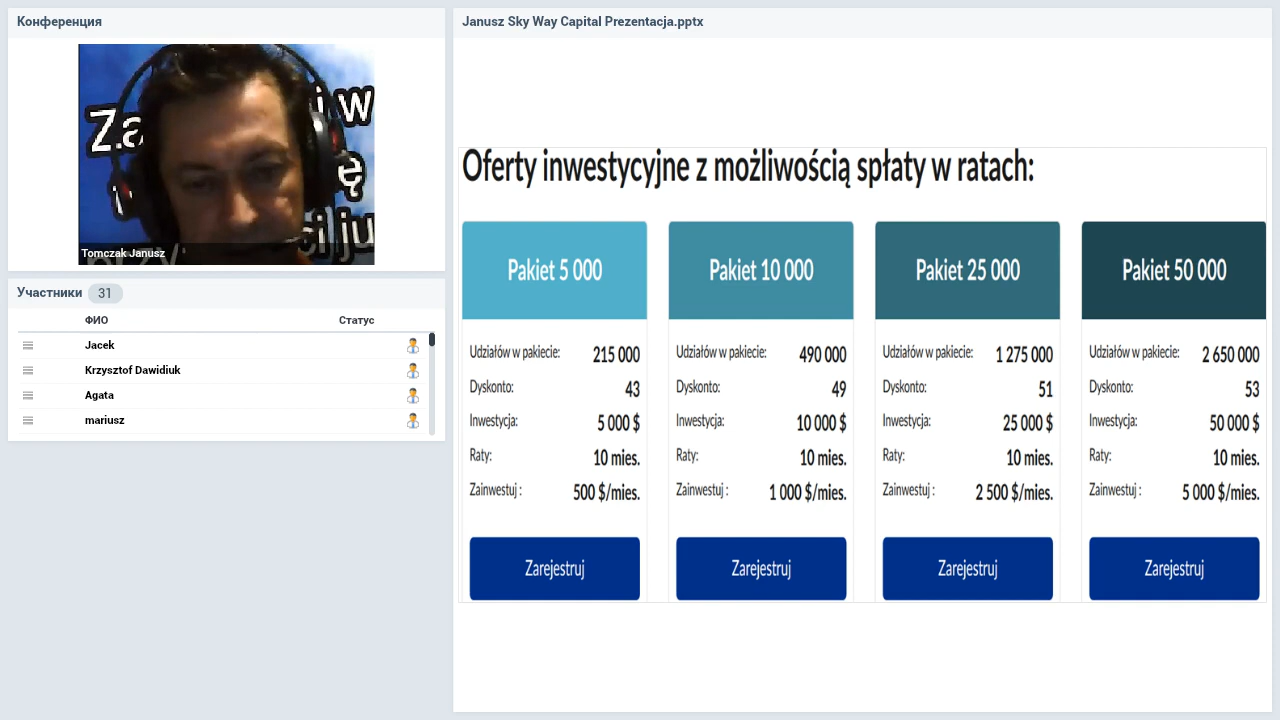 Конференция
Tomczak Janusz
Участники 31
ФИО Статус
Jacek
Krzysztof Dawidiuk
Agata
mariusz
Janusz Sky Way Capital Prezentacja.pptx
Oferty inwestycyjne z możliwością spłaty w ratach:
Pakiet 5 000 Pakiet 10 000 Pakiet 25 000 Pakiet 50 000
Udziałów w pakiecie: 215 000 Udziałów w pakiecie: 490 000 Udziałów w pakiecie: 1 275 000 Udziałów w pakiecie: 2 650 000
Dyskonto: 43 Dyskonto: 49 Dyskonto: 51 Dyskonto: 53
Inwestycja: 5 000 $ Inwestycja: 10 000 $ Inwestycja: 25 000 $ Inwestycja: 50 000 $
Raty: 10 mies. Raty: 10 mies. Raty: 10 mies. Raty: 10 mies.
Zainwestuj : 500 $/mies. Zainwestuj : 1 000 $/mies. Zainwestuj : 2 500 $/mies. Zainwestuj : 5 000 $/mies.
Zarejestruj Zarejestruj Zarejestruj Zarejestruj